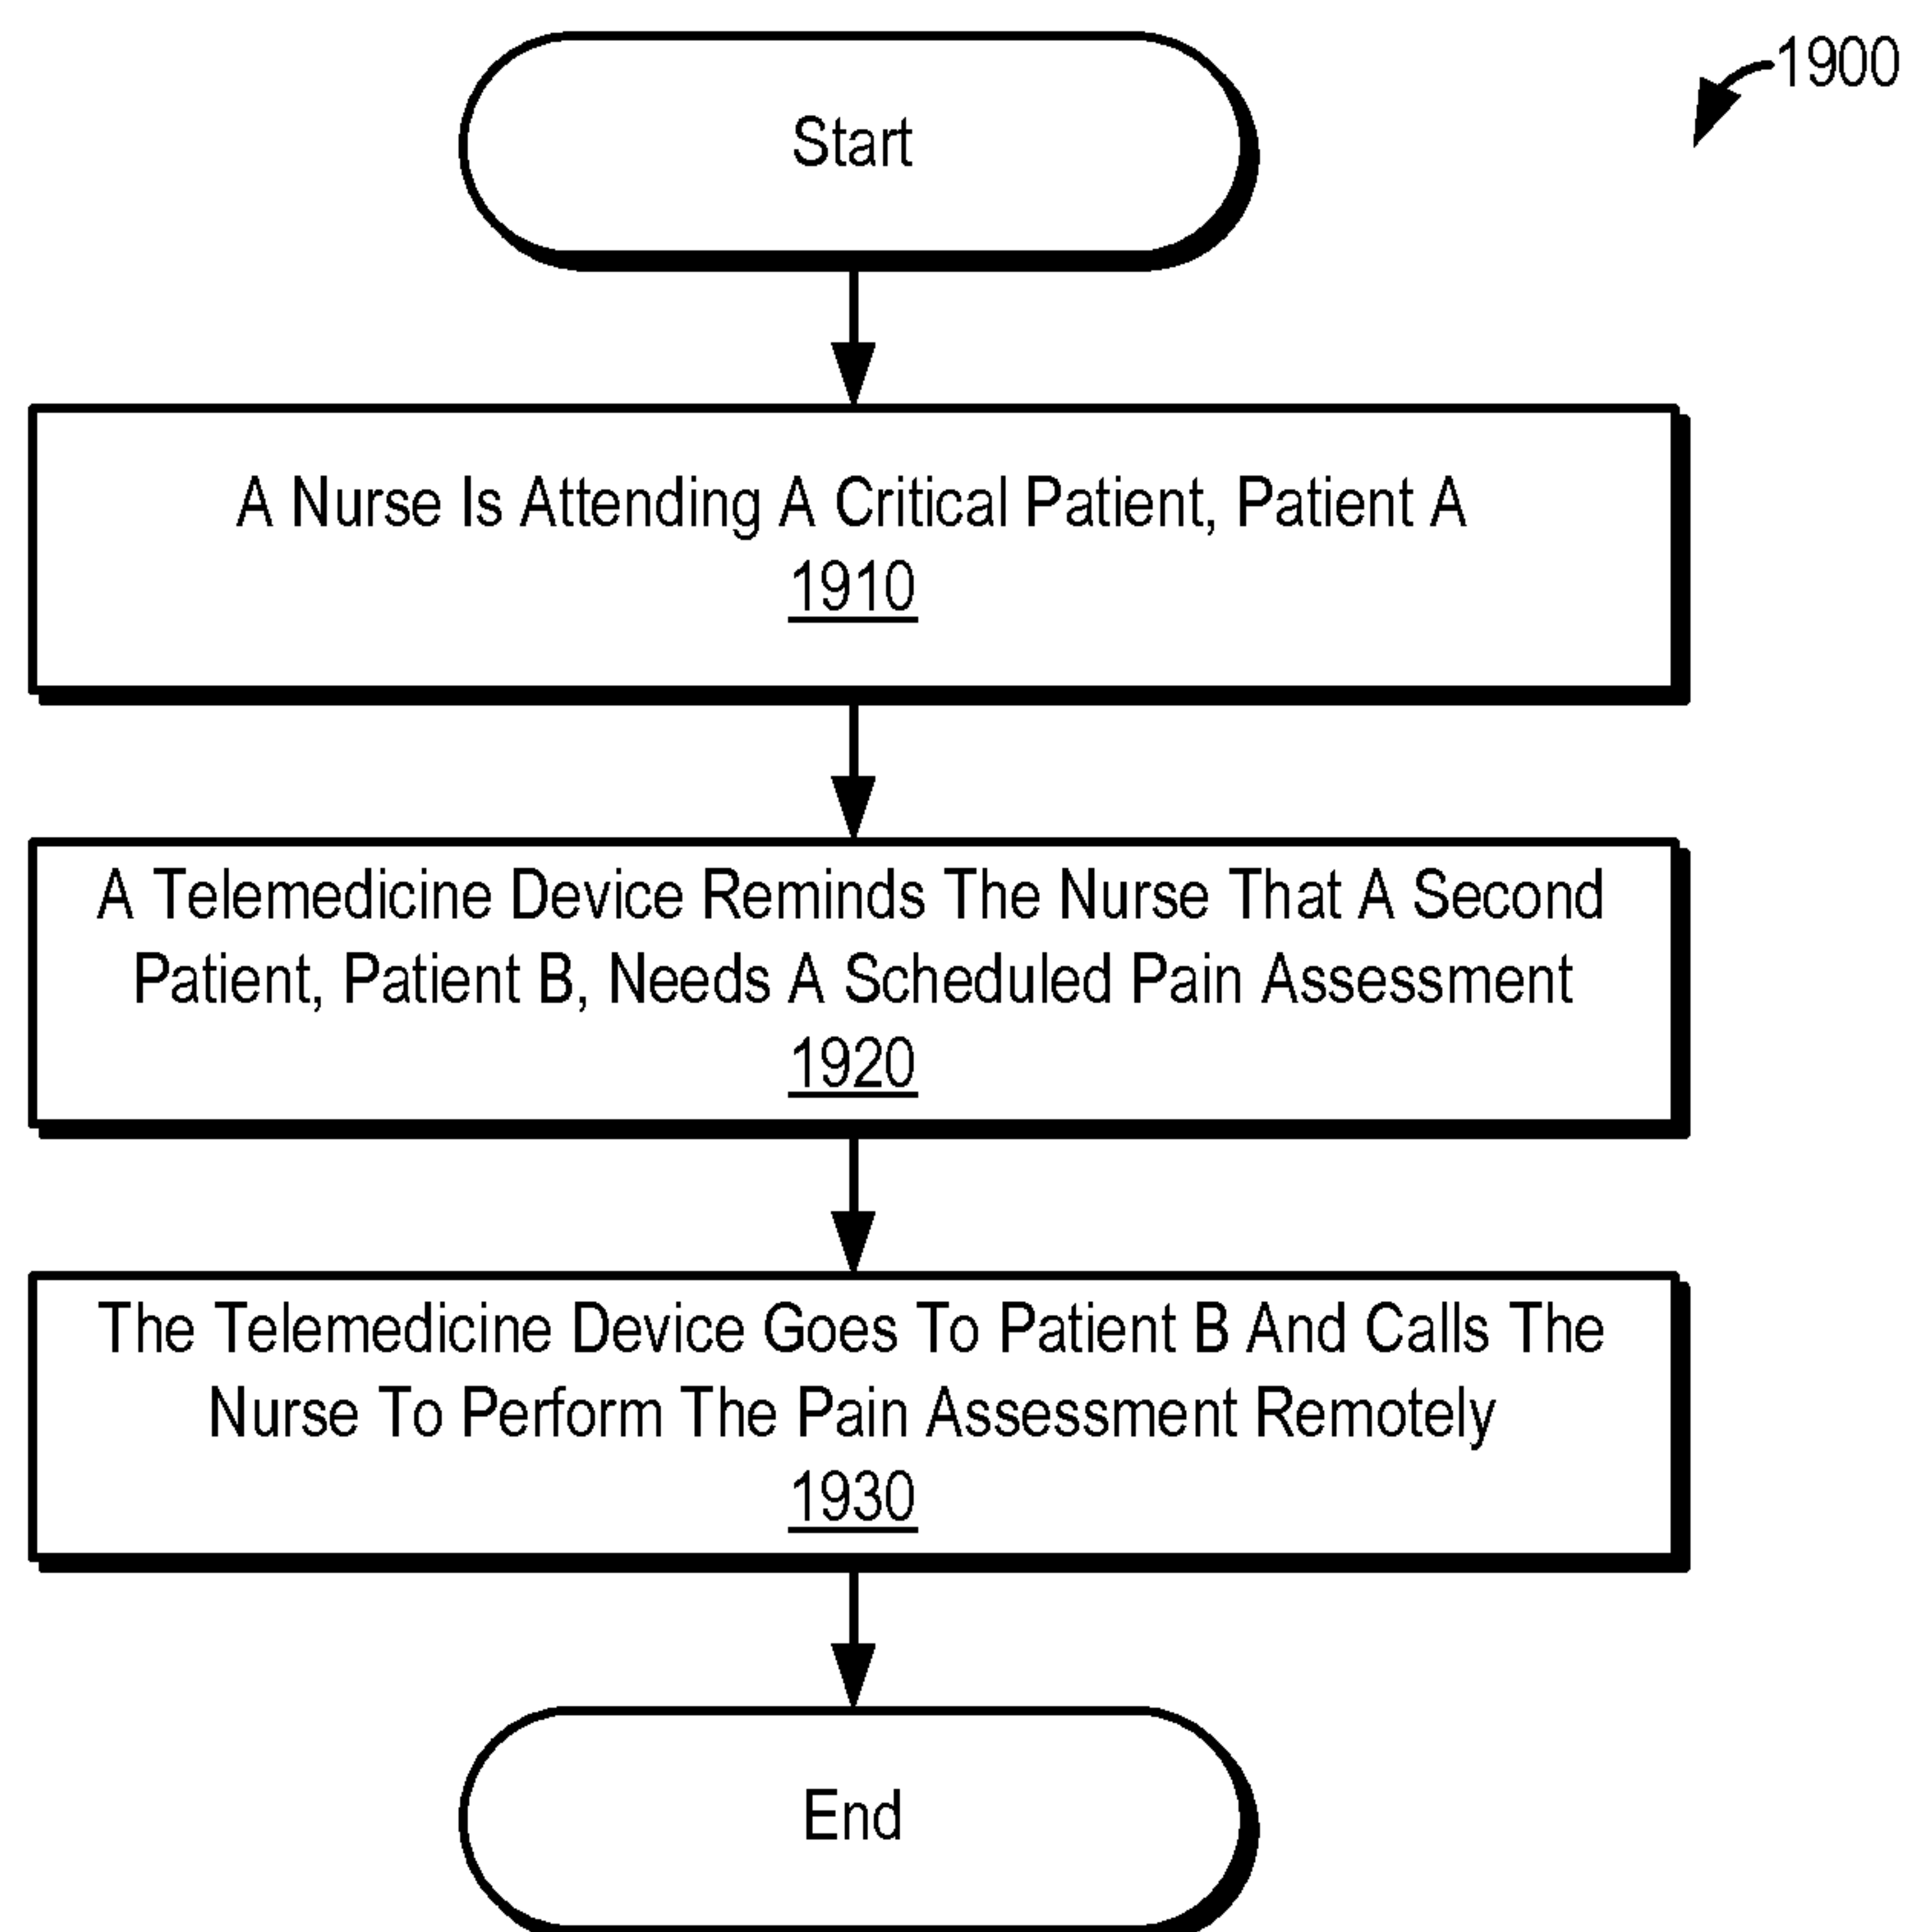 1900
Start
A Nurse Is Attending A Critical Patient, Patient A
1910
A Telemedicine Device Reminds The Nurse That A Second
Patient, Patient B, Needs A Scheduled Pain Assessment
1920
The Telemedicine Device Goes To Patient B And Calls The
Nurse To Perform The Pain Assessment Remotely
1930
End